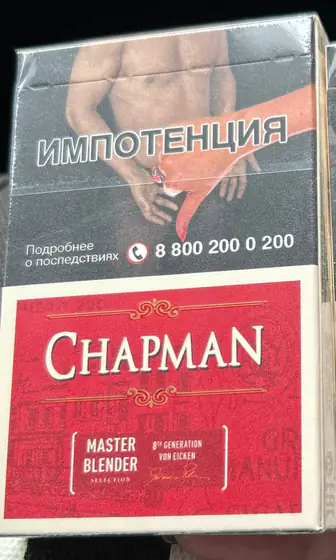 ИМПОТЕНЦИЯ
Подробнее
о последствиях 8 800 200 0 200
CHAPMAN
MASTER
BLENDER
SELECTION
8TH GENERATION
VON EICKEN